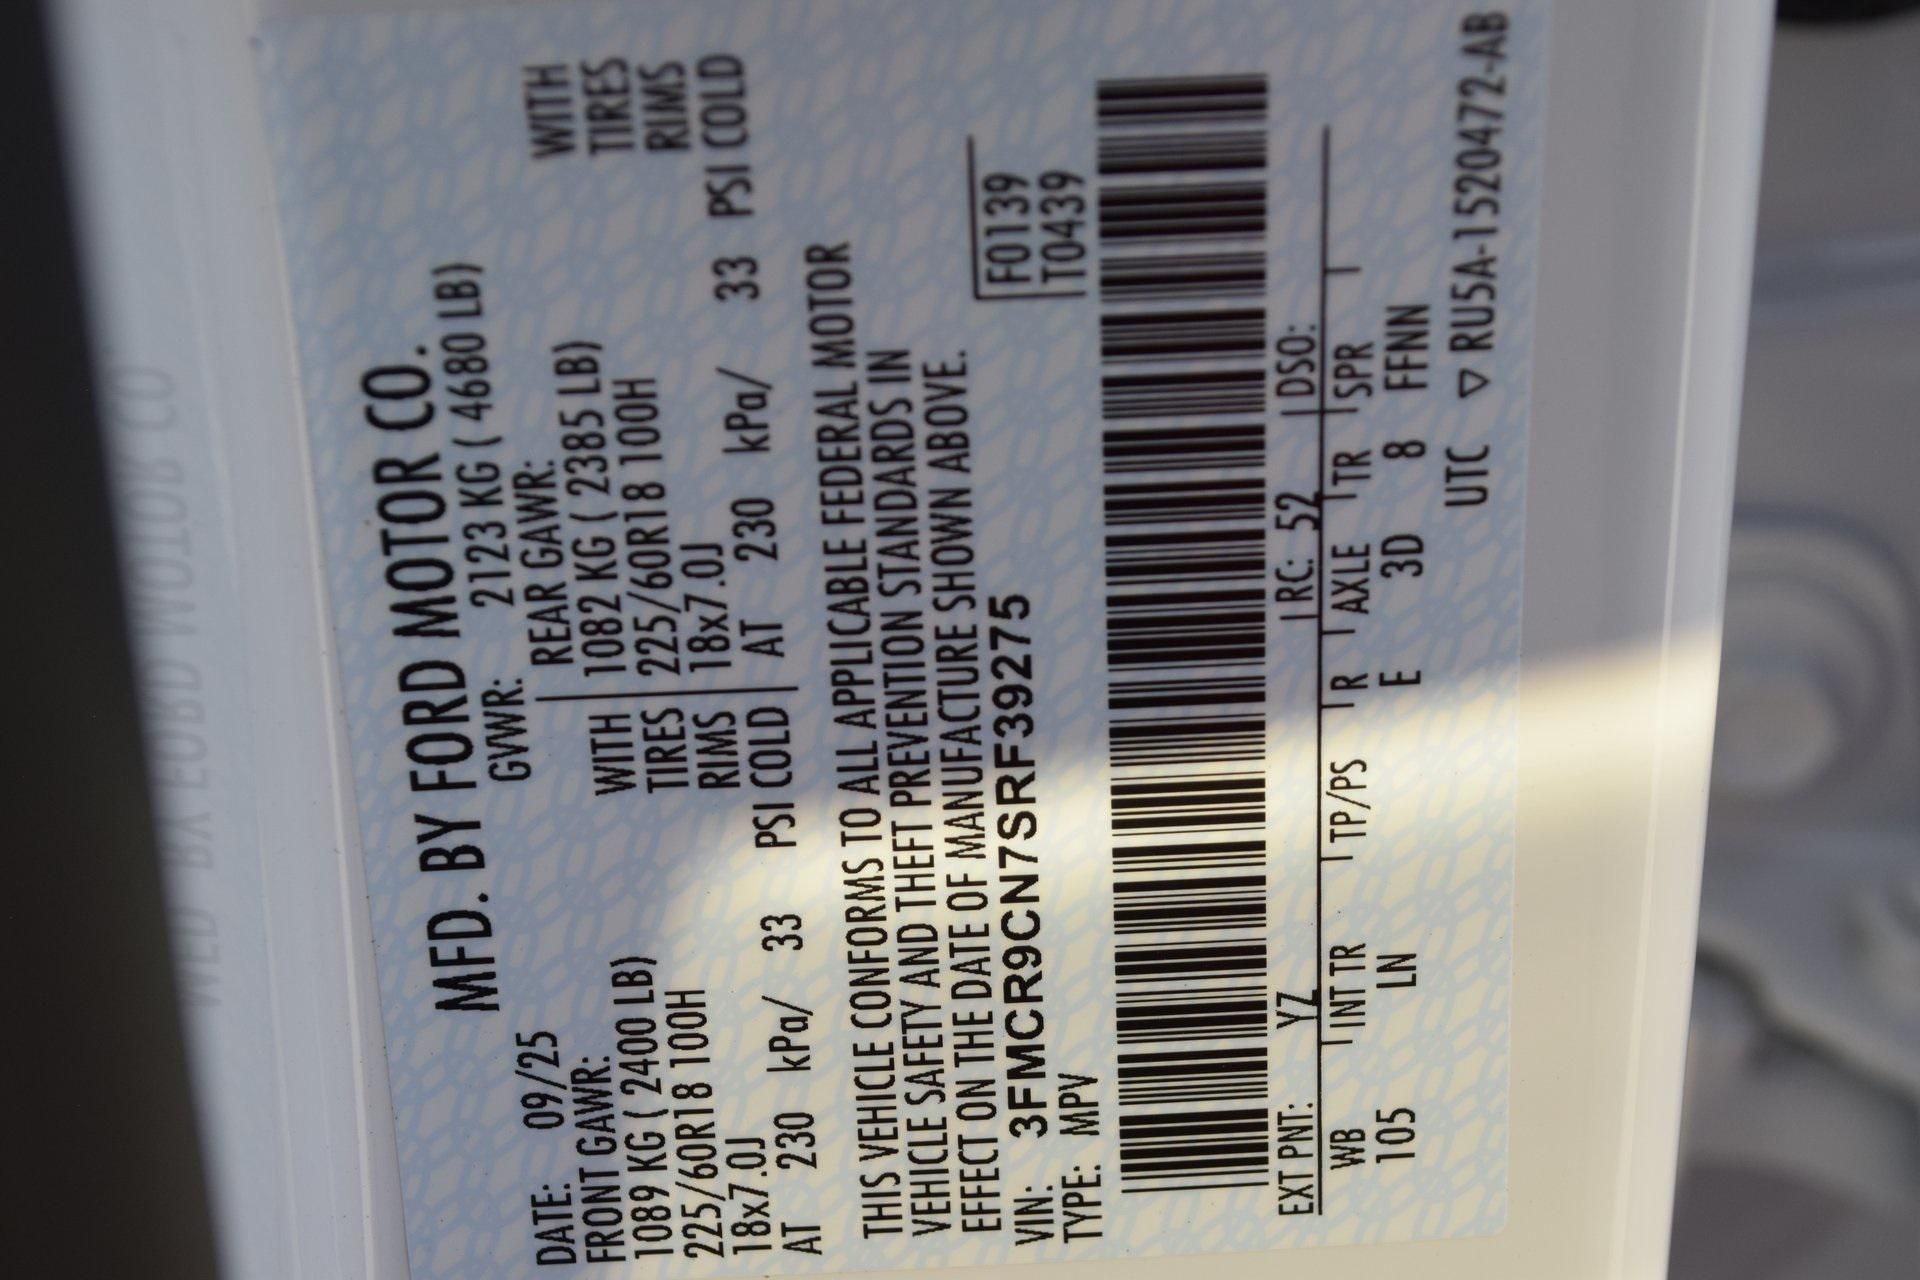 MFD. BY FORD MOTOR CO.
DATE: 09/25 GVWR: 2123 KG ( 4680 LB)
FRONT GAWR: REAR GAWR:
1089 KG ( 2400 LB) WITH 1082 KG ( 2385 LB) WITH
225/60R18 100H TIRES 225/60R18 100H TIRES
18x7.0J RIMS 18x7.0J RIMS
AT 230 kPa/ 33 PSI COLD AT 230 kPa/ 33 PSI COLD
THIS VEHICLE CONFORMS TO ALL APPLICABLE FEDERAL MOTOR
VEHICLE SAFETY AND THEFT PREVENTION STANDARDS IN
EFFECT ON THE DATE OF MANUFACTURE SHOWN ABOVE.
VIN: 3FMCR9CN7SRF39275 F0139
TYPE: MPV T0439
EXT PNT: YZ RC: 52 DSO:
WB INT TR TP/PS R AXLE TR SPR
105 LN E 3D 8 FFNN
UTC ▽ RU5A-1520472-AB